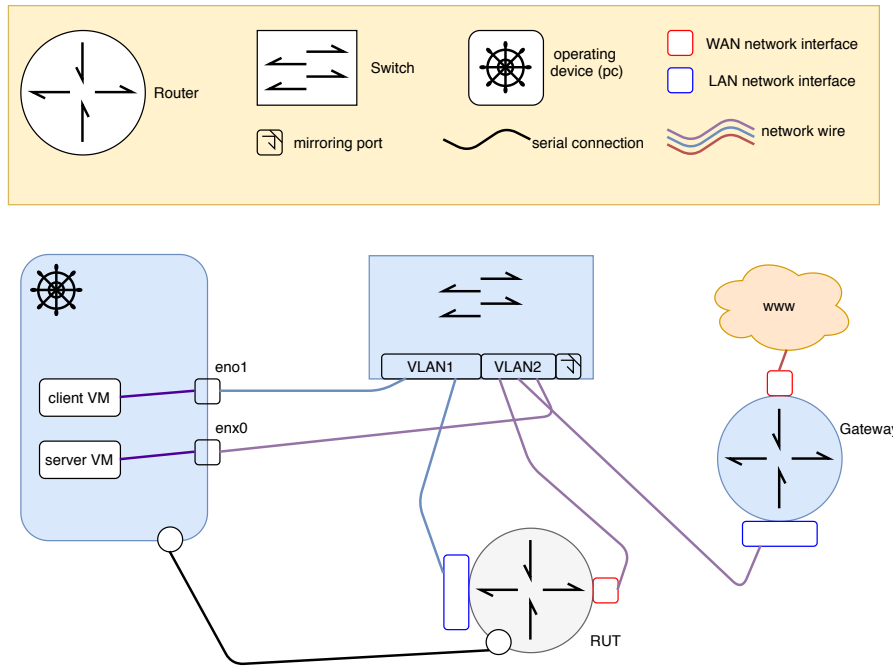 Router
Switch
operating
device (pc)
WAN network interface
LAN network interface
mirroring port
serial connection
network wire
www
VLAN1
VLAN2
eno1
client VM
enx0
server VM
Gateway
RUT